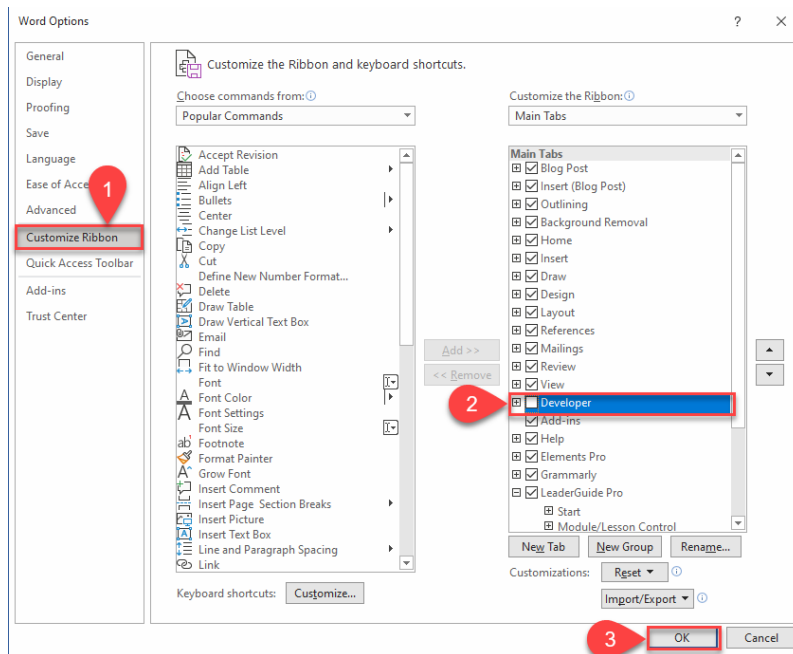 Word Options
?
General
Display
Proofing
Save
Language
Ease of Acce
Advanced
Customize Ribbon
Quick Access Toolbar
Add-ins
Trust Center
1
Customize the Ribbon and keyboard shortcuts.
Choose commands from:
Popular Commands
Accept Revision
Add Table
Align Left
Bullets
Center
Change List Level
Copy
Cut
Define New Number Format...
Delete
Draw Table
Draw Vertical Text Box
Email
Find
Fit to Window Width
Font
Font Color
Font Settings
Font Size
Footnote
Format Painter
Grow Font
Insert Comment
Insert Page Section Breaks
Insert Picture
Insert Text Box
Line and Paragraph Spacing
Link
Keyboard shortcuts: Customize...
Add >>
<< Remove
Customize the Ribbon:
Main Tabs
Main Tabs
Blog Post
Insert (Blog Post)
Outlining
Background Removal
Home
Insert
Draw
Design
Layout
References
Mailings
Review
View
2
Developer
Add-ins
Help
Elements Pro
Grammarly
LeaderGuide Pro
Start
Module/Lesson Control
New Tab New Group Rename...
Customizations: Reset
Import/Export
3
OK Cancel